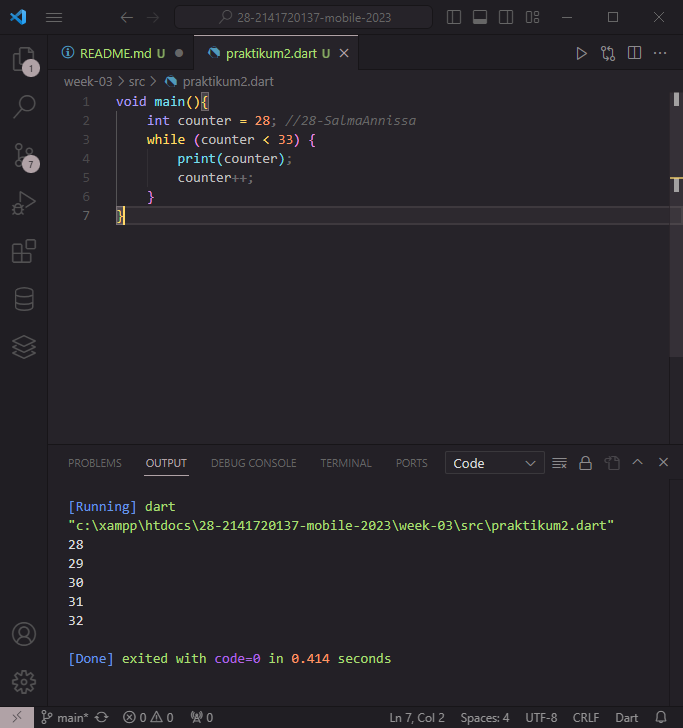 28-2141720137-mobile-2023
README.md U
praktikum2.dart U
week-03 > src > praktikum2.dart
1 void main(){
2 int counter = 28; //28-SalmaAnnissa
3 while (counter < 33) {
4 print(counter);
5 counter++;
6 }
7 }
1
7
PROBLEMS OUTPUT DEBUG CONSOLE TERMINAL PORTS Code
[Running] dart
"c:\xampp\htdocs\28-2141720137-mobile-2023\week-03\src\praktikum2.dart"
28
29
30
31
32
[Done] exited with code=0 in 0.414 seconds
main* 0 0 0 Ln 7, Col 2 Spaces: 4 UTF-8 CRLF Dart